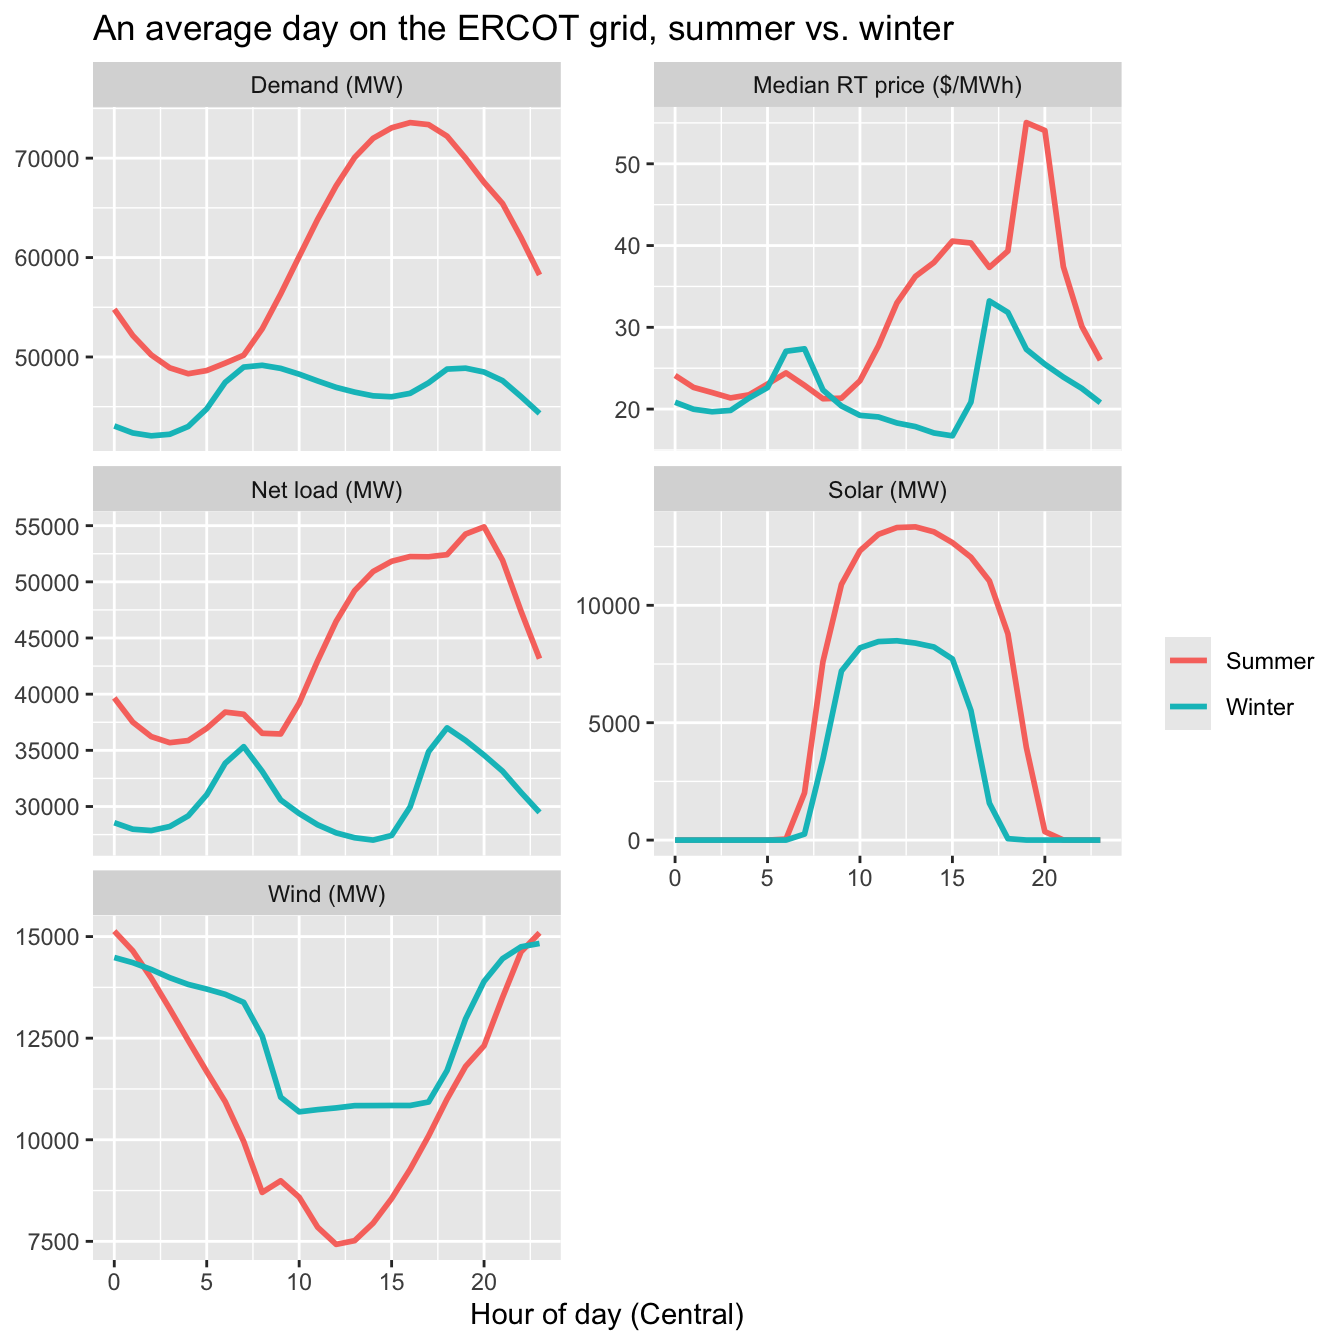 An average day on the ERCOT grid, summer vs. winter
Demand (MW)
70000
60000
50000
Median RT price ($/MWh)
50
40
30
20
Net load (MW)
55000
50000
45000
40000
35000
30000
Solar (MW)
10000
5000
0
0 5 10 15 20
Summer
Winter
Wind (MW)
15000
12500
10000
7500
0 5 10 15 20
Hour of day (Central)